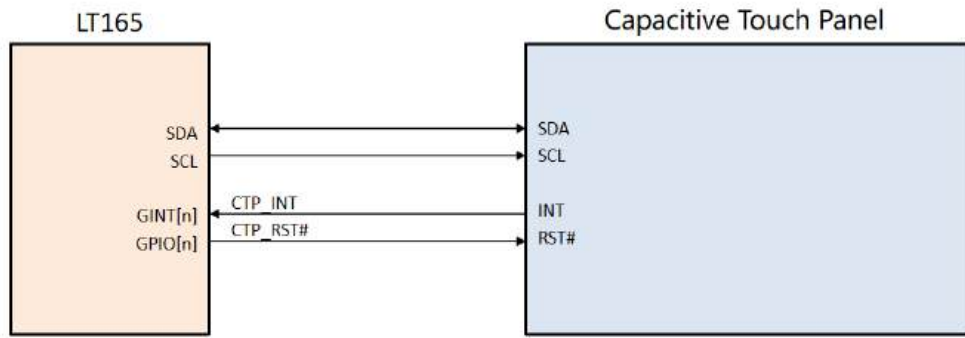 LT165
Capacitive Touch Panel
SDA
SDA
SCL
SCL
GINT[n]
CTP_INT
INT
GPIO[n]
CTP_RST#
RST#